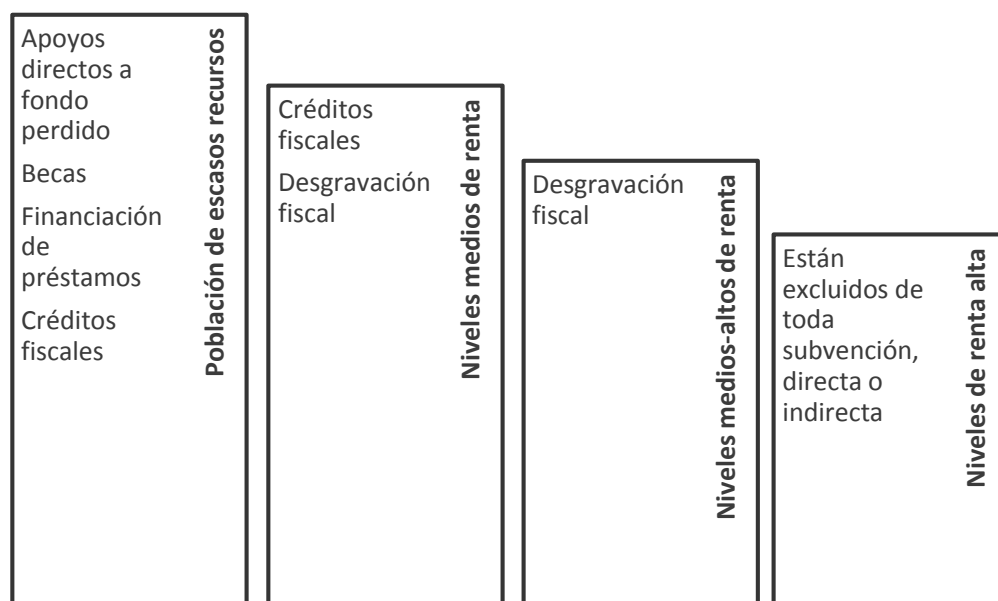 Apoyos
directos a
fondo
perdido
Becas
Financiación
de
préstamos
Créditos
fiscales
Población de escasos recursos
Créditos
fiscales
Desgravación
fiscal
Niveles medios de renta
Desgravación
fiscal
Niveles medios-altos de renta
Están
excluidos de
toda
subvención,
directa o
indirecta
Niveles de renta alta